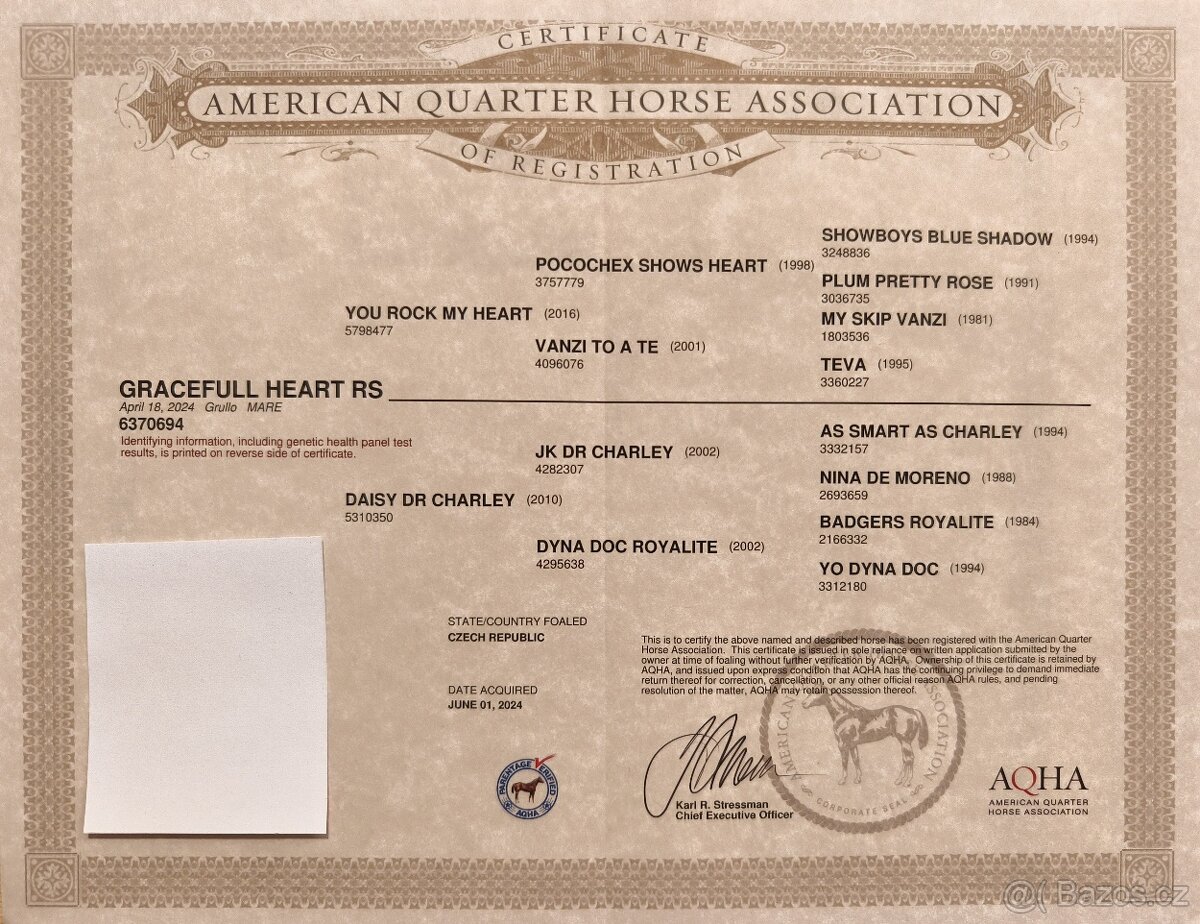 CERTIFICATE
AMERICAN QUARTER HORSE ASSOCIATION
OF REGISTRATION
SHOWBOYS BLUE SHADOW (1994)
3248836
POCOCHEX SHOWS HEART (1998)
3757779
PLUM PRETTY ROSE (1991)
3036735
YOU ROCK MY HEART (2016)
5798477
MY SKIP VANZI (1981)
1803536
VANZI TO A TE (2001)
4096076
TEVA (1995)
3360227
GRACEFULL HEART RS
April 18, 2024 Grullo MARE
6370694
Identifying information, including genetic health panel test
results, is printed on reverse side of certificate.
AS SMART AS CHARLEY (1994)
3332157
JK DR CHARLEY (2002)
4282307
NINA DE MORENO (1988)
2693659
DAISY DR CHARLEY (2010)
5310350
BADGERS ROYALITE (1984)
2166332
DYNA DOC ROYALITE (2002)
4295638
YO DYNA DOC (1994)
3312180
STATE/COUNTRY FOALED
CZECH REPUBLIC
DATE ACQUIRED
JUNE 01, 2024
This is to certify the above named and described horse has been registered with the American Quarter
Horse Association. This certificate is issued in sole reliance on written application submitted by the
owner at time of foaling without further verification by AQHA. Ownership of this certificate is retained by
AQHA, and issued upon express condition that AQHA has the continuing privilege to demand immediate
return thereof for correction, cancellation, or any other official reason AQHA rules, and pending
resolution of the matter, AQHA may retain possession thereof.
PARENTAGE VERIFIED
AQHA
Karl R. Stressman
Chief Executive Officer
AMERICAN ASSOCIATION
CORPORATE SEAL
AQHA
AMERICAN QUARTER
HORSE ASSOCIATION
Bazos.cz